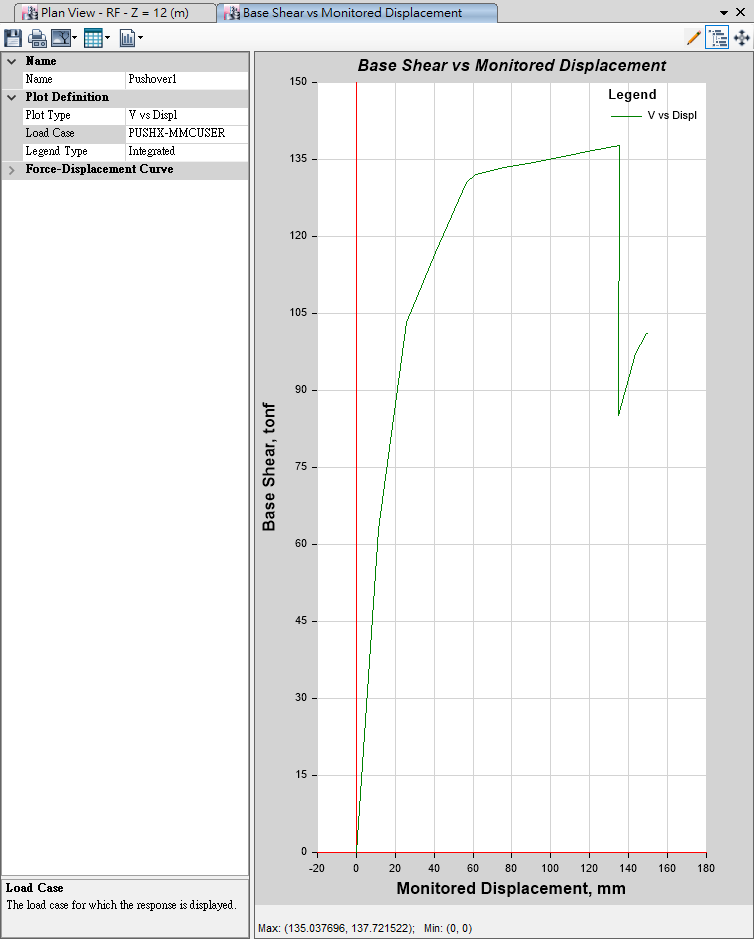 Plan View - RF - Z = 12 (m)
Base Shear vs Monitored Displacement
Name
Name Pushover1
Plot Definition
Plot Type V vs Displ
Load Case PUSHX-MMCUSER
Legend Type Integrated
Force-Displacement Curve
Base Shear vs Monitored Displacement
Legend
V vs Displ
150
135
120
105
90
75
60
45
30
15
0
Base Shear, tonf
-20 0 20 40 60 80 100 120 140 160 180
Monitored Displacement, mm
Load Case
The load case for which the response is displayed.
Max: (135.037696, 137.721522); Min: (0, 0)